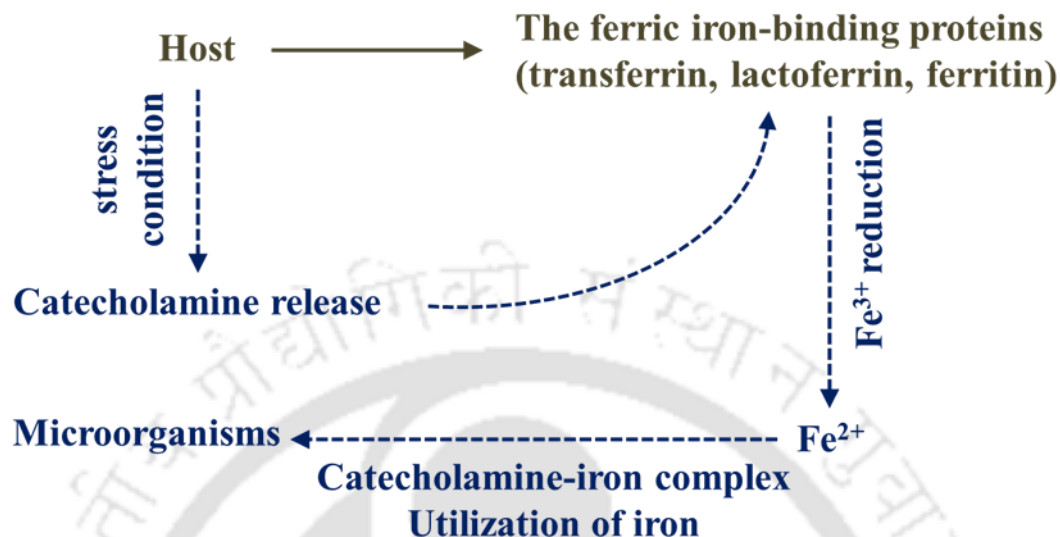 Host
The ferric iron-binding proteins
(transferrin, lactoferrin, ferritin)
stress
condition
Fe³⁺ reduction
Catecholamine release
Microorganisms
Fe²⁺
Catecholamine-iron complex
Utilization of iron